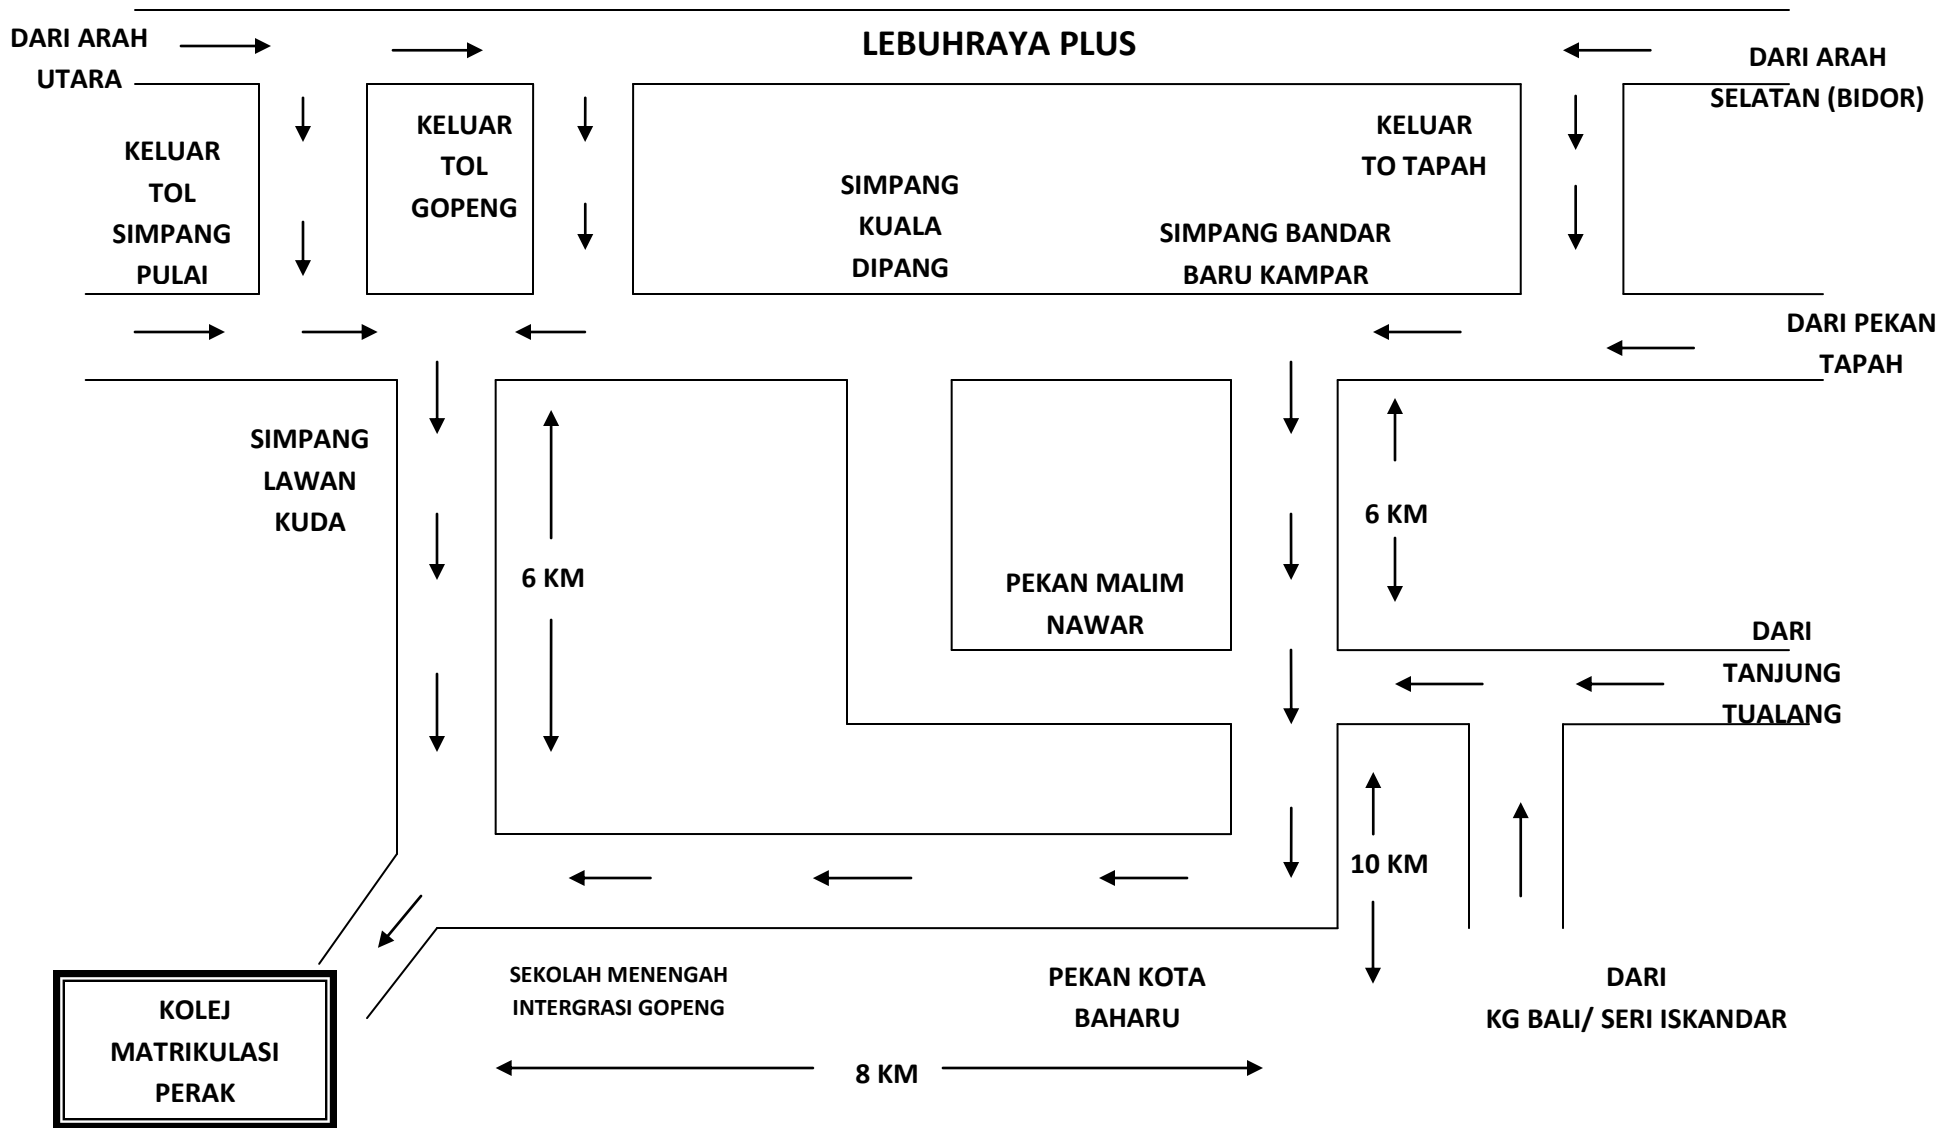 DARI ARAH
UTARA
LEBUHRAYA PLUS
DARI ARAH
SELATAN (BIDOR)
KELUAR
TOL
SIMPANG
PULAI
KELUAR
TOL
GOPENG
SIMPANG
KUALA
DIPANG
SIMPANG BANDAR
BARU KAMPAR
KELUAR
TO TAPAH
DARI PEKAN
TAPAH
SIMPANG
LAWAN
KUDA
6 KM
PEKAN MALIM
NAWAR
6 KM
DARI
TANJUNG
TUALANG
10 KM
KOLEJ
MATRIKULASI
PERAK
SEKOLAH MENENGAH
INTERGRASI GOPENG
PEKAN KOTA
BAHARU
DARI
KG BALI/ SERI ISKANDAR
8 KM